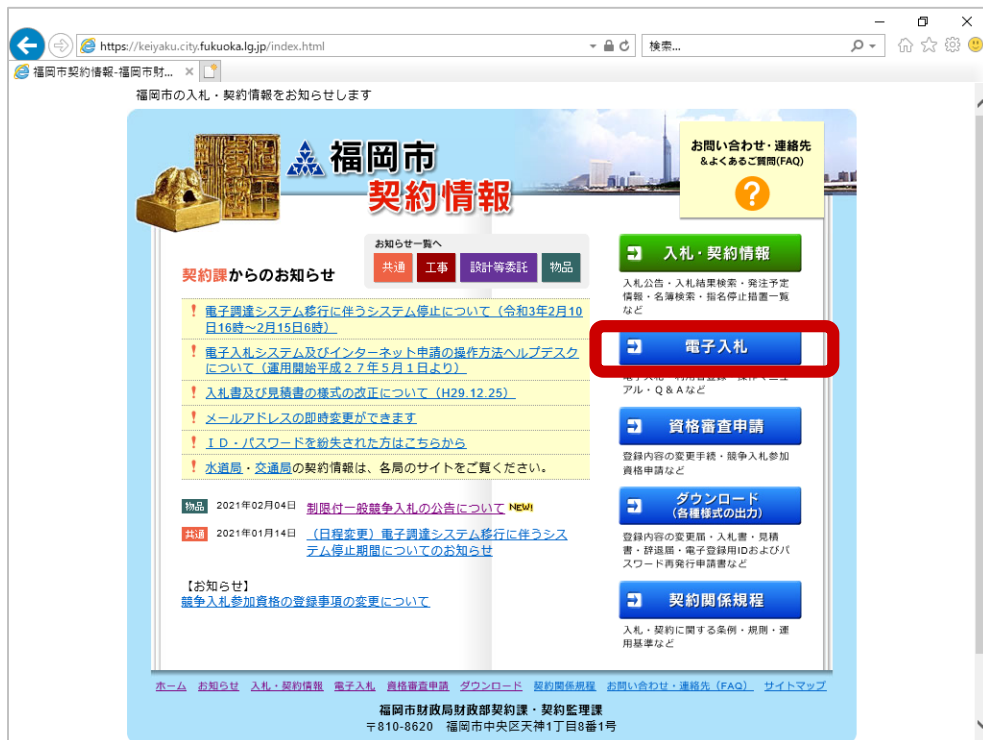 https://keiyaku.city.fukuoka.lg.jp/index.html
検索...
福岡市契約情報-福岡市財...
福岡市の入札・契約情報をお知らせします
福岡市
契約情報
お問い合わせ・連絡先
&よくあるご質問(FAQ)
?
契約課からのお知らせ
お知らせ一覧へ
共通 工事 設計等委託 物品
! 電子調達システム移行に伴うシステム停止について（令和3年2月10
日16時～2月15日6時）
! 電子入札システム及びインターネット申請の操作方法ヘルプデスク
について（運用開始平成２７年５月１日より）
! 入札書及び見積書の様式の改正について（H29.12.25）
! メールアドレスの即時変更ができます
! ＩＤ・パスワードを紛失された方はこちらから
! 水道局・交通局の契約情報は、各局のサイトをご覧ください。
物品 2021年02月04日 制限付一般競争入札の公告について NEW!
共通 2021年01月14日 （日程変更）電子調達システム移行に伴うシス
テム停止期間についてのお知らせ
【お知らせ】
競争入札参加資格の登録事項の変更について
入札・契約情報
入札公告・入札結果検索・発注予定
情報・名簿検索・指名停止措置一覧
など
電子入札
電子入札・利用者登録・操作マニュ
アル・Q＆Aなど
資格審査申請
登録内容の変更手続・競争入札参加
資格申請など
ダウンロード
（各種様式の出力）
登録内容の変更届・入札書・見積
書・辞退届・電子登録用IDおよびパ
スワード再発行申請書など
契約関係規程
入札・契約に関する条例・規則・運
用基準など
ホーム お知らせ 入札・契約情報 電子入札 資格審査申請 ダウンロード 契約関係規程 お問い合わせ・連絡先（FAQ） サイトマップ
福岡市財政局財政部契約課・契約監理課
〒810-8620 福岡市中央区天神1丁目8番1号